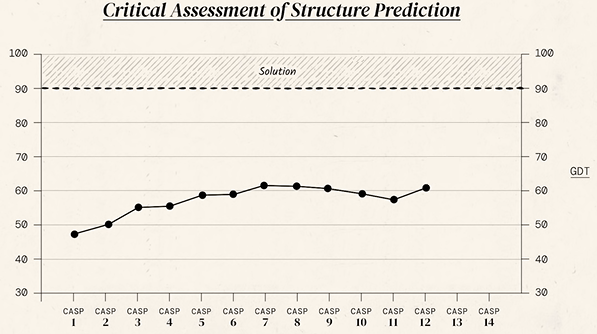 Critical Assessment of Structure Prediction
100 100
Solution
90 90
80 80
70 70
GDT
60 60
50 50
40 40
30 30
CASP CASP CASP CASP CASP CASP CASP CASP CASP CASP CASP CASP CASP CASP
1 2 3 4 5 6 7 8 9 10 11 12 13 14